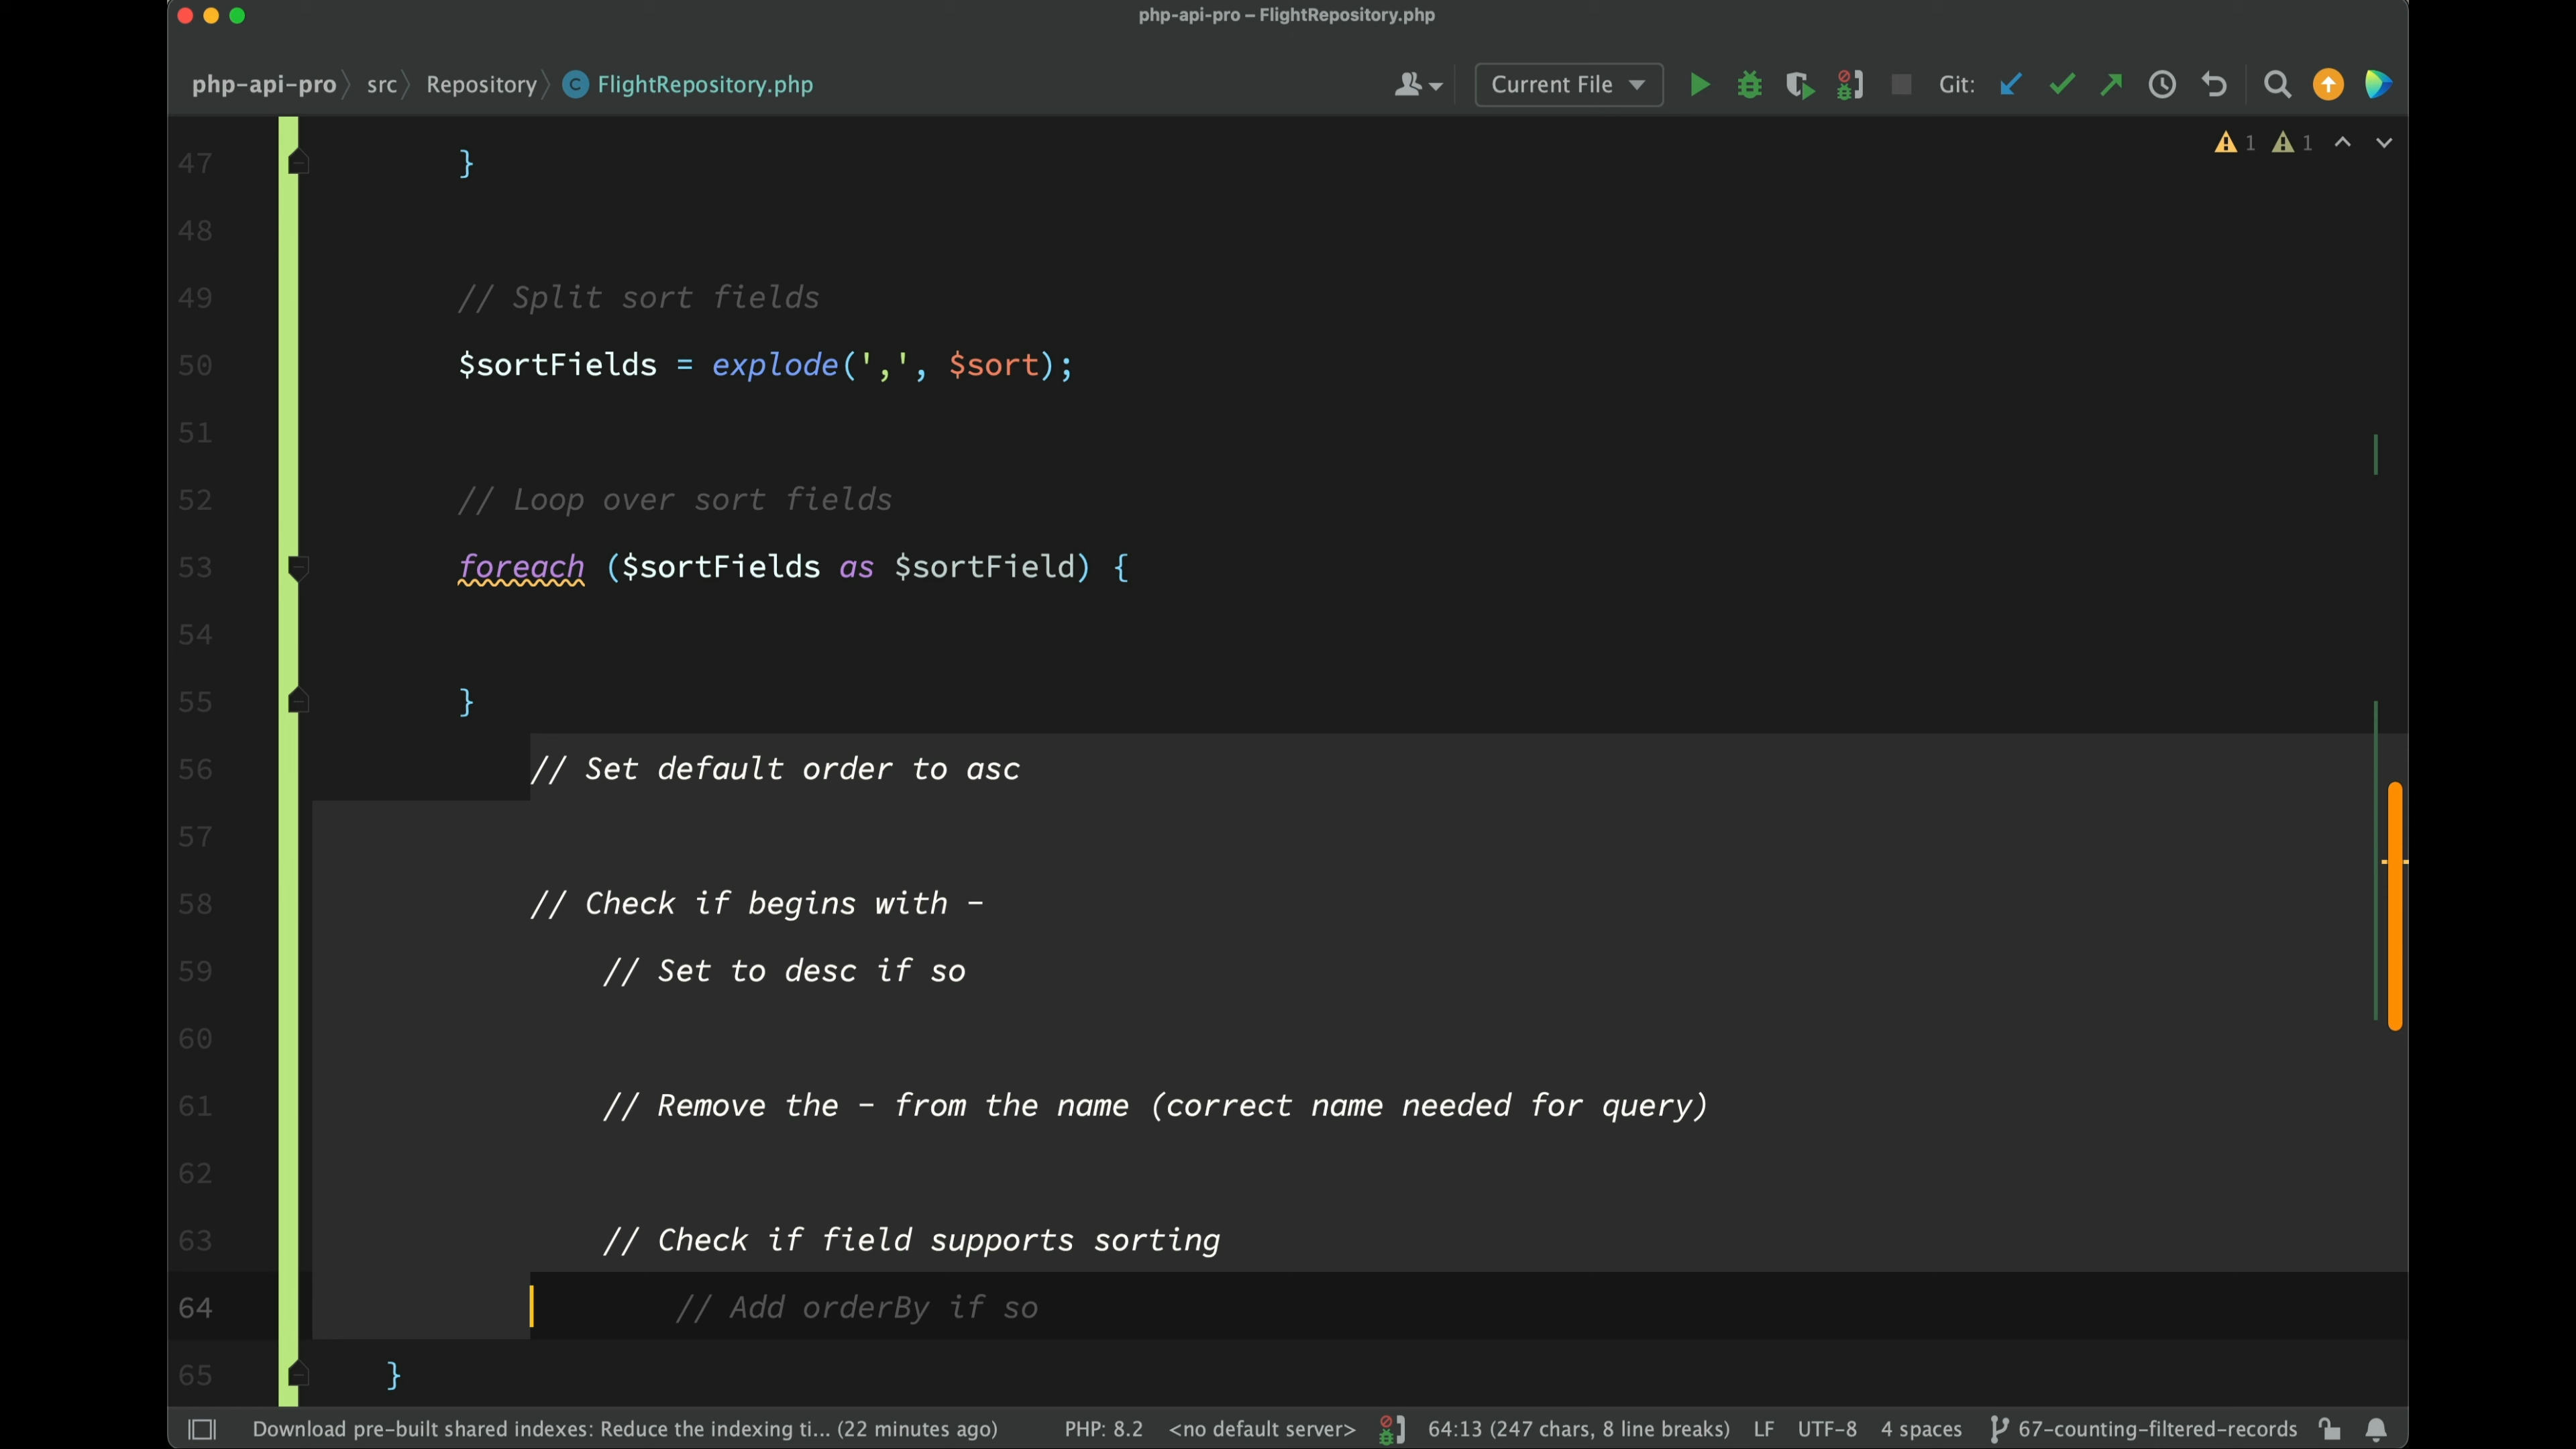 php-api-pro – FlightRepository.php
php-api-pro src Repository C FlightRepository.php Current File Git:
1 1
47 }
48
49 // Split sort fields
50 $sortFields = explode(',', $sort);
51
52 // Loop over sort fields
53 foreach ($sortFields as $sortField) {
54
55 }
56 // Set default order to asc
57
58 // Check if begins with -
59 // Set to desc if so
60
61 // Remove the - from the name (correct name needed for query)
62
63 // Check if field supports sorting
64 // Add orderBy if so
65 }
Download pre-built shared indexes: Reduce the indexing ti... (22 minutes ago) PHP: 8.2 <no default server> 64:13 (247 chars, 8 line breaks) LF UTF-8 4 spaces 67-counting-filtered-records